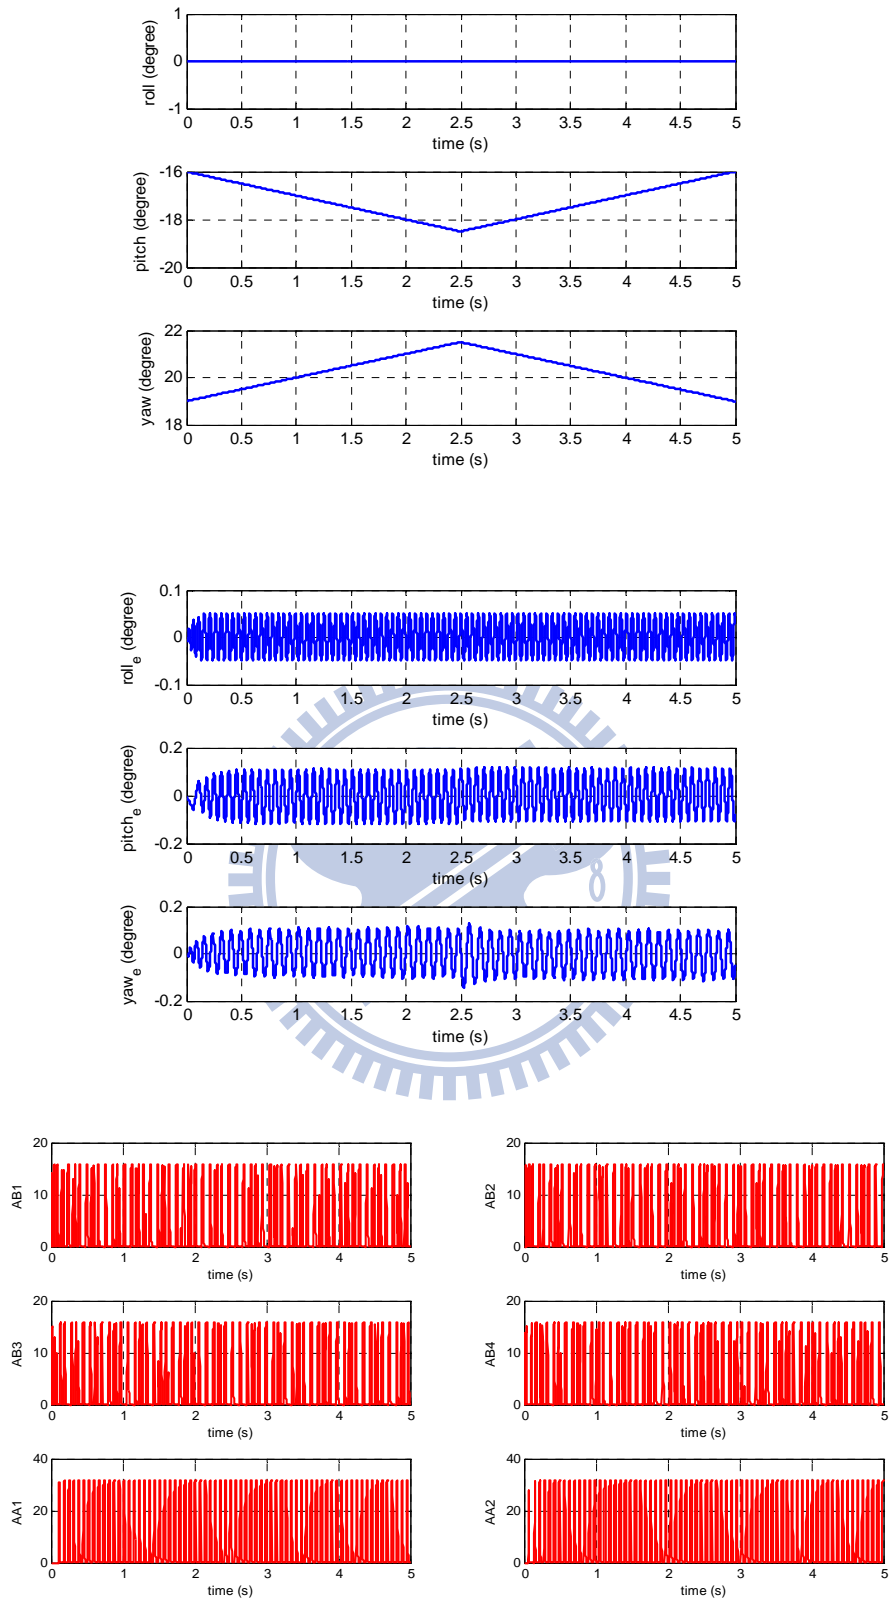 1
0
-1
roll (degree)
0 0.5 1 1.5 2 2.5 3 3.5 4 4.5 5
time (s)
-16
-18
-20
pitch (degree)
0 0.5 1 1.5 2 2.5 3 3.5 4 4.5 5
time (s)
22
20
18
yaw (degree)
0 0.5 1 1.5 2 2.5 3 3.5 4 4.5 5
time (s)
0.1
0
-0.1
roll_e (degree)
0 0.5 1 1.5 2 2.5 3 3.5 4 4.5 5
time (s)
0.2
0
-0.2
pitch_e (degree)
0 0.5 1 1.5 2 2.5 3 3.5 4 4.5 5
time (s)
0.2
0
-0.2
yaw_e (degree)
0 0.5 1 1.5 2 2.5 3 3.5 4 4.5 5
time (s)
20
10
0
AB1
0 1 2 3 4 5
time (s)
20
10
0
AB2
0 1 2 3 4 5
time (s)
20
10
0
AB3
0 1 2 3 4 5
time (s)
20
10
0
AB4
0 1 2 3 4 5
time (s)
40
20
0
AA1
0 1 2 3 4 5
time (s)
40
20
0
AA2
0 1 2 3 4 5
time (s)